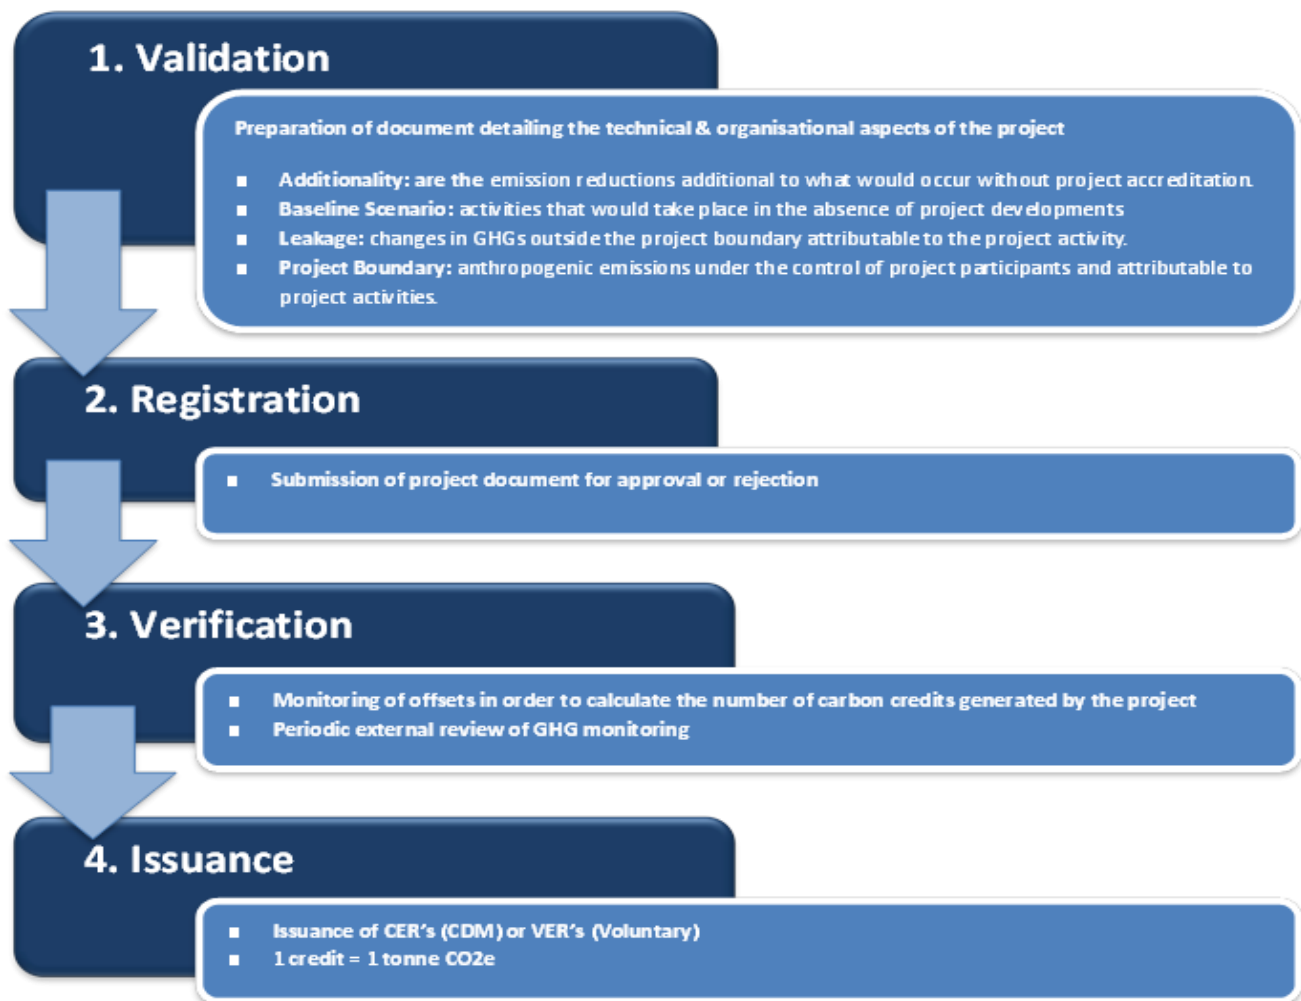 1. Validation
Preparation of document detailing the technical & organisational aspects of the project
▪ Additionality: are the emission reductions additional to what would occur without project accreditation.
▪ Baseline Scenario: activities that would take place in the absence of project developments
▪ Leakage: changes in GHGs outside the project boundary attributable to the project activity.
▪ Project Boundary: anthropogenic emissions under the control of project participants and attributable to
project activities.
2. Registration
▪ Submission of project document for approval or rejection
3. Verification
▪ Monitoring of offsets in order to calculate the number of carbon credits generated by the project
▪ Periodic external review of GHG monitoring
4. Issuance
▪ Issuance of CER's (CDM) or VER's (Voluntary)
▪ 1 credit = 1 tonne CO2e